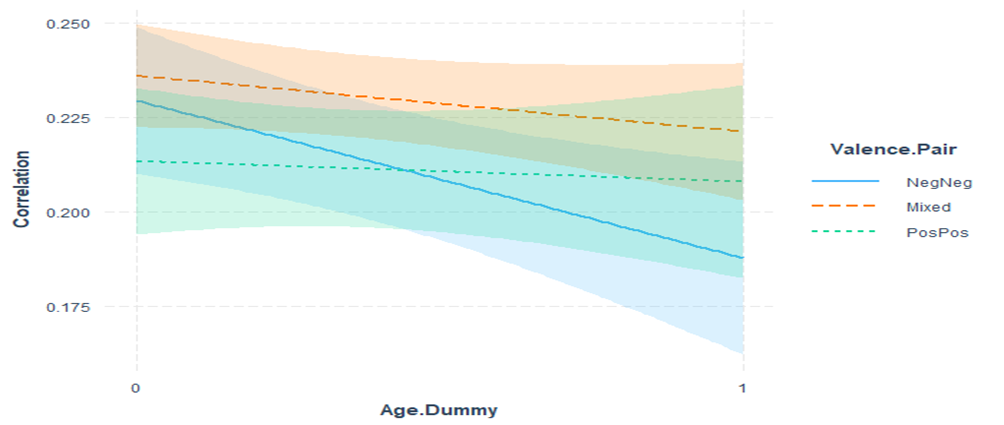 0.250
0.225
0.200
0.175
Correlation
0
1
Age.Dummy
Valence.Pair
NegNeg
Mixed
PosPos